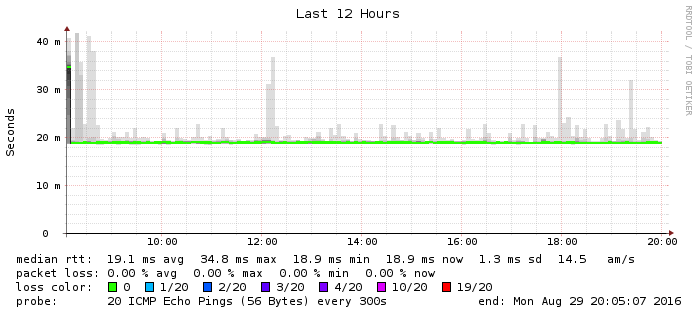 Last 12 Hours
RRDTOOL / TOBI OETIKER
Seconds
40 m
30 m
20 m
10 m
0
10:00 12:00 14:00 16:00 18:00 20:00
median rtt: 19.1 ms avg 34.8 ms max 18.9 ms min 18.9 ms now 1.3 ms sd 14.5 am/s
packet loss: 0.00 % avg 0.00 % max 0.00 % min 0.00 % now
loss color: 0 1/20 2/20 3/20 4/20 10/20 19/20
probe: 20 ICMP Echo Pings (56 Bytes) every 300s end: Mon Aug 29 20:05:07 2016